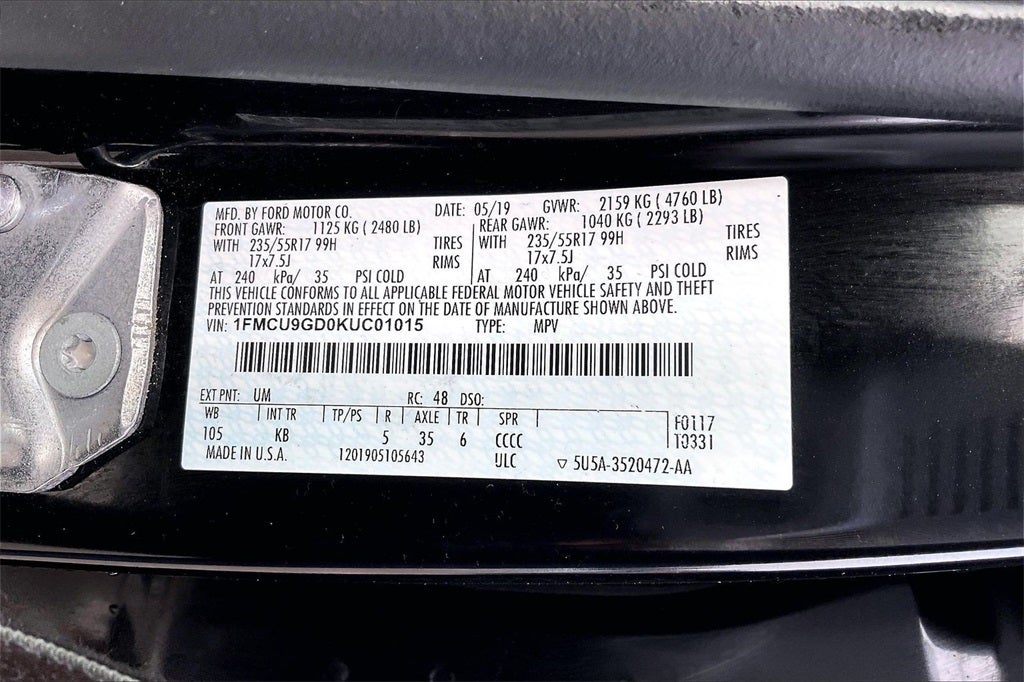 MFD. BY FORD MOTOR CO. DATE: 05/19 GVWR: 2159 KG ( 4760 LB)
FRONT GAWR: 1125 KG ( 2480 LB) REAR GAWR: 1040 KG ( 2293 LB)
WITH 235/55R17 99H TIRES WITH 235/55R17 99H TIRES
17x7.5J RIMS 17x7.5J RIMS
AT 240 kPa/ 35 PSI COLD AT 240 kPa/ 35 PSI COLD
THIS VEHICLE CONFORMS TO ALL APPLICABLE FEDERAL MOTOR VEHICLE SAFETY AND THEFT
PREVENTION STANDARDS IN EFFECT ON THE DATE OF MANUFACTURE SHOWN ABOVE.
VIN: 1FMCU9GD0KUC01015 TYPE: MPV
EXT PNT: UM RC: 48 DSO:
WB INT TR TP/PS R AXLE TR SPR F0117
105 KB 5 35 6 CCCC T0331
MADE IN U.S.A. 1201905105643 ULC ▽ 5U5A-3520472-AA